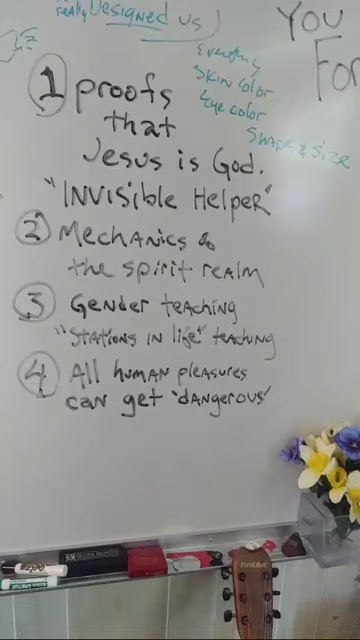 really Designed us
YOU
For
Everything
Skin color
Eye color
Shape & Size
1 proofs
that
Jesus is God.
"Invisible Helper"
2 Mechanics of
the spirit realm
3 Gender teaching
"Stations in life" teaching
4 All human pleasures
can get 'dangerous'
First Act